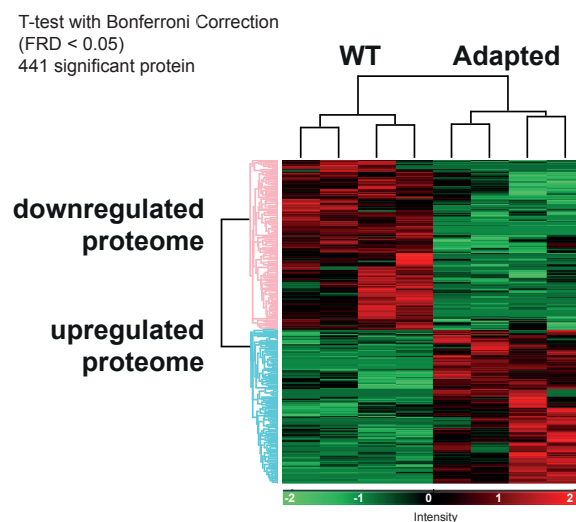 T-test with Bonferroni Correction
(FRD < 0.05)
441 significant protein
WT Adapted
downregulated
proteome
upregulated
proteome
-2 -1 0 1 2
Intensity